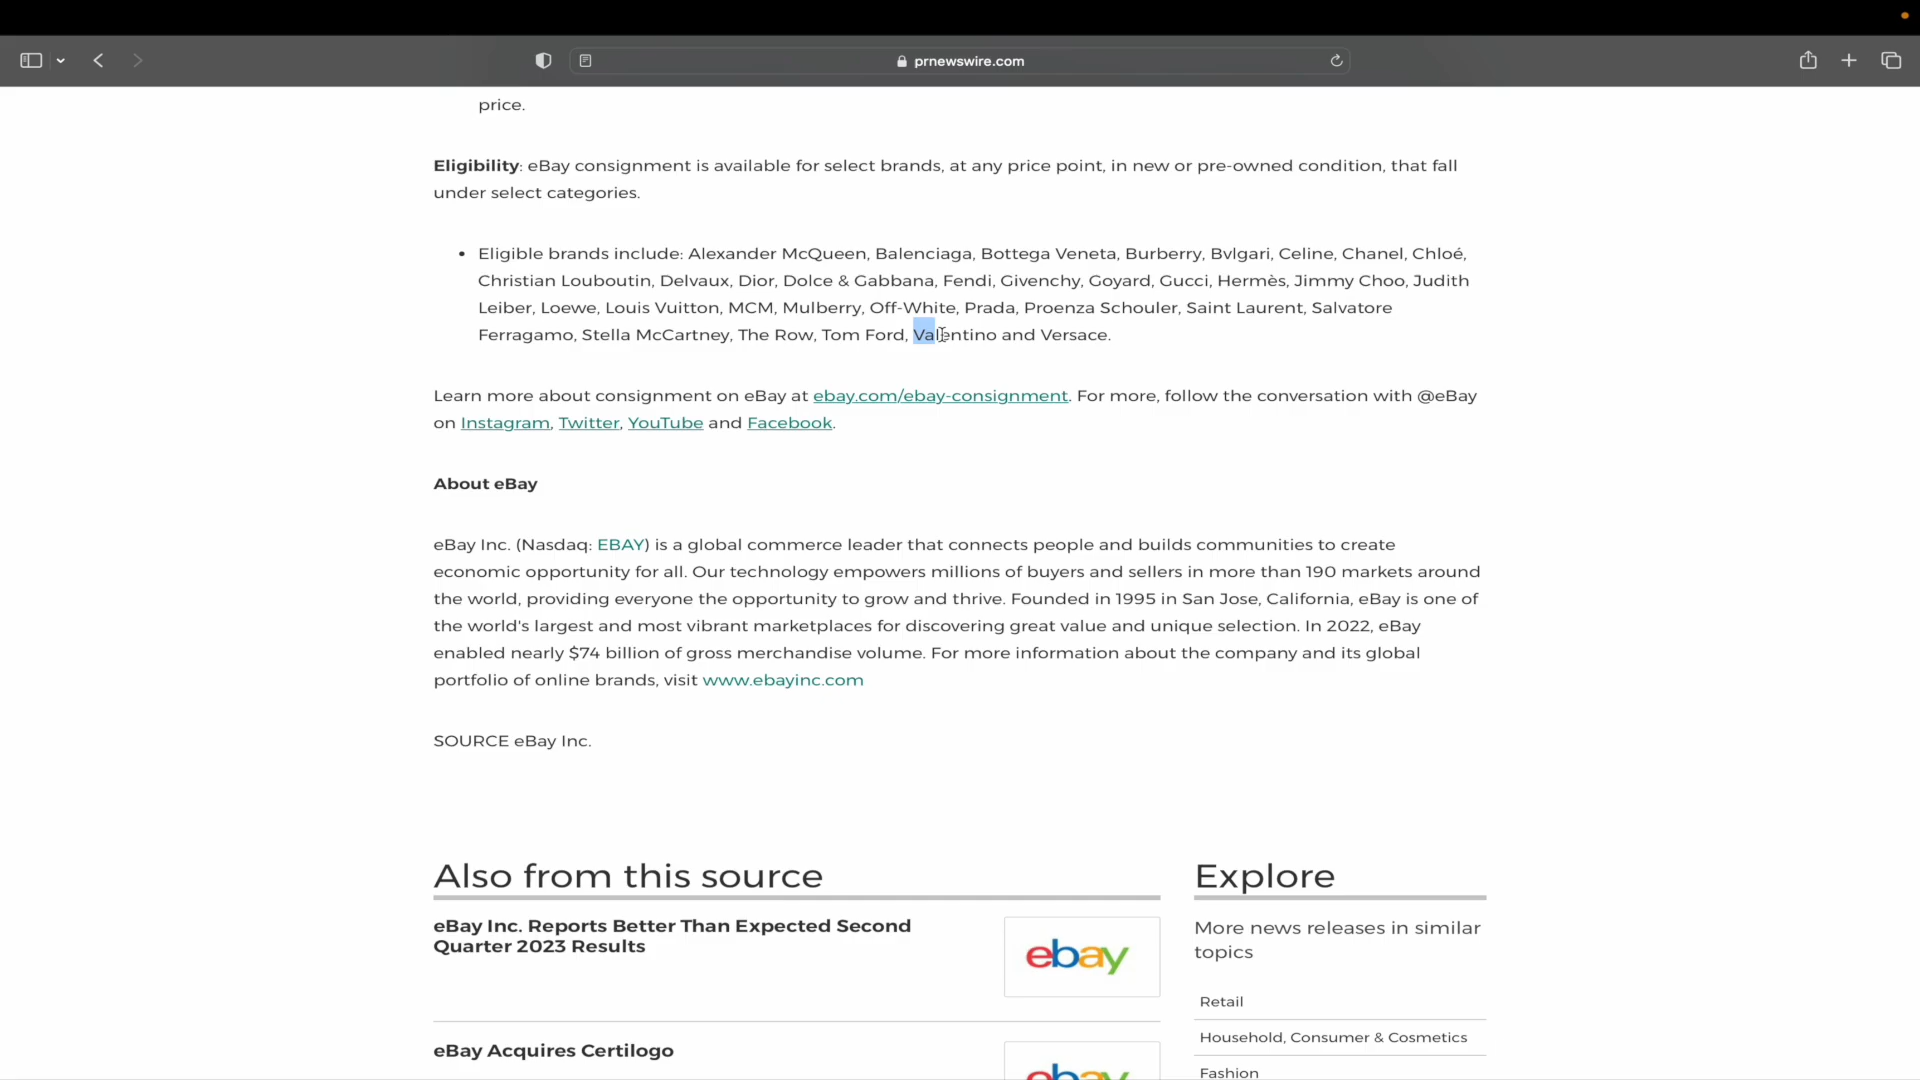 prnewswire.com
price.
Eligibility: eBay consignment is available for select brands, at any price point, in new or pre-owned condition, that fall
under select categories.
• Eligible brands include: Alexander McQueen, Balenciaga, Bottega Veneta, Burberry, Bvlgari, Celine, Chanel, Chloé,
Christian Louboutin, Delvaux, Dior, Dolce & Gabbana, Fendi, Givenchy, Goyard, Gucci, Hermès, Jimmy Choo, Judith
Leiber, Loewe, Louis Vuitton, MCM, Mulberry, Off-White, Prada, Proenza Schouler, Saint Laurent, Salvatore
Ferragamo, Stella McCartney, The Row, Tom Ford, Valentino and Versace.
Learn more about consignment on eBay at ebay.com/ebay-consignment. For more, follow the conversation with @eBay
on Instagram, Twitter, YouTube and Facebook.
About eBay
eBay Inc. (Nasdaq: EBAY) is a global commerce leader that connects people and builds communities to create
economic opportunity for all. Our technology empowers millions of buyers and sellers in more than 190 markets around
the world, providing everyone the opportunity to grow and thrive. Founded in 1995 in San Jose, California, eBay is one of
the world's largest and most vibrant marketplaces for discovering great value and unique selection. In 2022, eBay
enabled nearly $74 billion of gross merchandise volume. For more information about the company and its global
portfolio of online brands, visit www.ebayinc.com
SOURCE eBay Inc.
Also from this source
eBay Inc. Reports Better Than Expected Second
Quarter 2023 Results
ebay
eBay Acquires Certilogo
ebay
Explore
More news releases in similar
topics
Retail
Household, Consumer & Cosmetics
Fashion